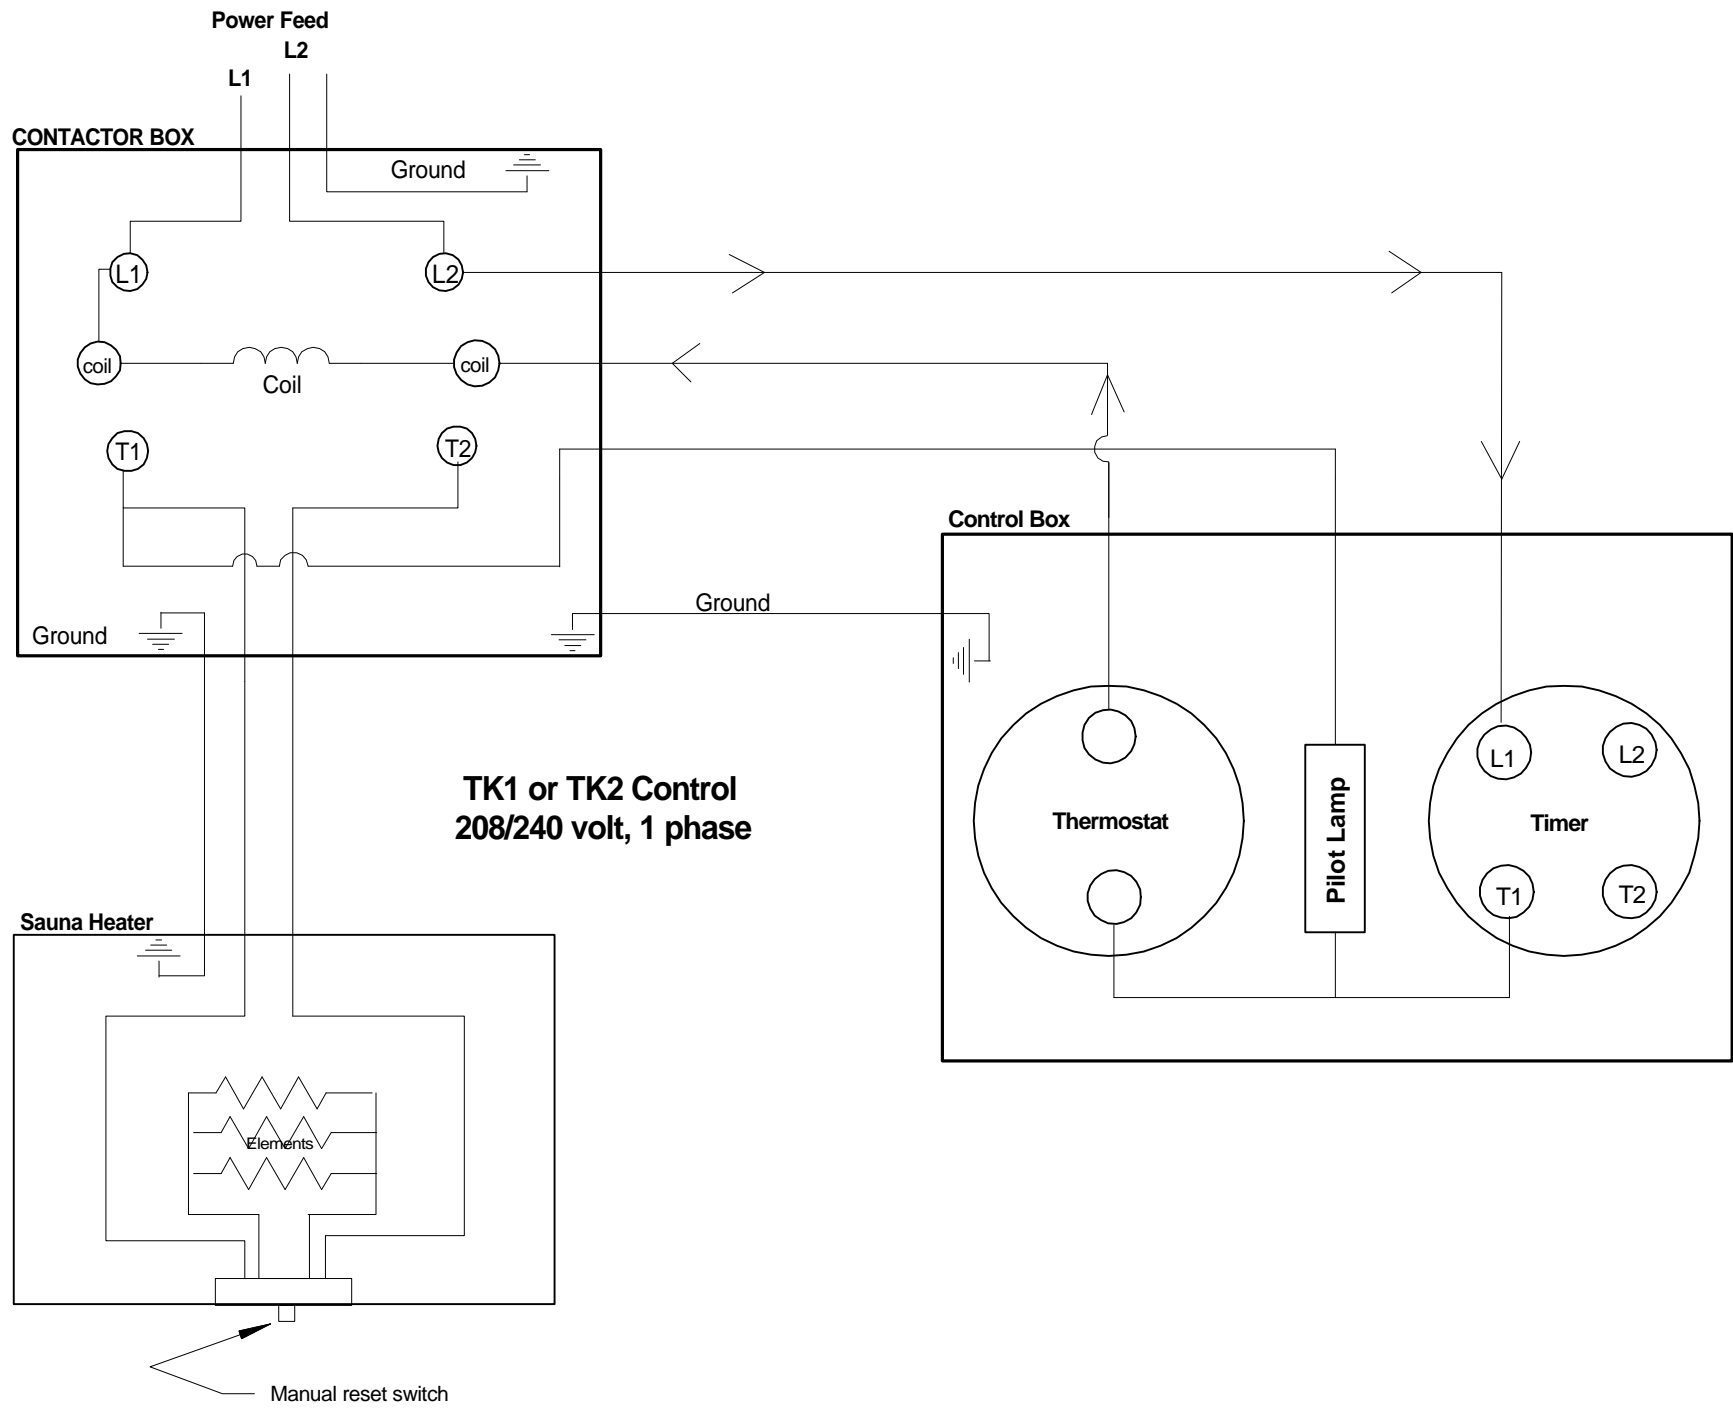 Power Feed
L2
L1
CONTACTOR BOX
Ground
L1
L2
coil
coil
Coil
T1
T2
Control Box
Ground
Ground
TK1 or TK2 Control
208/240 volt, 1 phase
L1
L2
Thermostat
Pilot Lamp
Timer
T1
T2
Sauna Heater
Elements
Manual reset switch